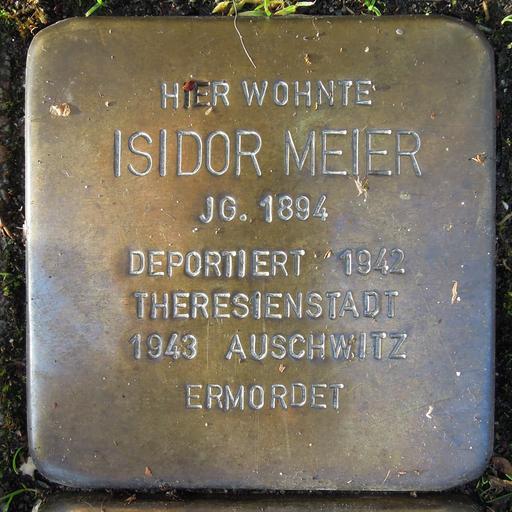 HIER WOHNTE
ISIDOR MEIER
JG. 1894
DEPORTIERT 1942
THERESIENSTADT
1943 AUSCHWITZ
ERMORDET